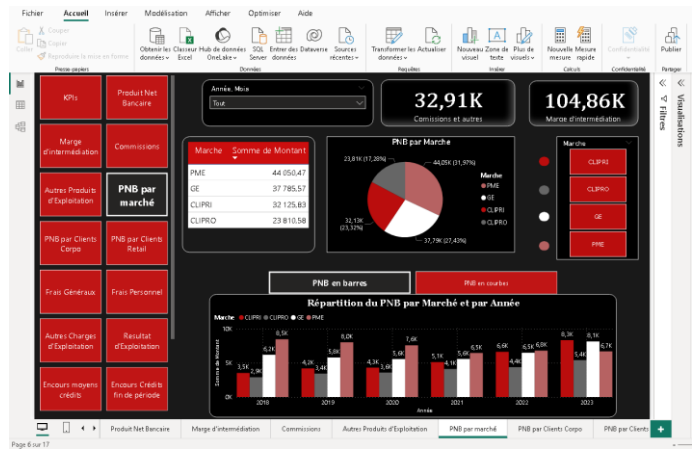 Fichier Accueil Insérer Modélisation Afficher Optimiser Aide
Coller
Couper
Copier
Reproduire la mise en forme
Presse-papiers
Obtenir les données
Classeur Excel
Hub de données OneLake
SQL Server
Entrer des données
Dataverse
Sources récentes
Données
Transformer les données
Actualiser
Requêtes
Nouveau visuel
Zone de texte
Plus de visuels
Insérer
Nouvelle mesure
Mesure rapide
Calculs
Confidentialité
Confidentialité
Publier
Partager
KPIs
Produit Net Bancaire
Marge d'intermédiation
Commissions
Autres Produits d'Exploitation
PNB par marché
PNB par Clients Corpo
PNB par Clients Retail
Frais Généraux
Frais Personnel
Autres Charges d'Exploitation
Resultat d'Exploitation
Encours moyens crédits
Encours Crédits fin de période
Année, Mois
Tout
32,91K
Comissions et autres
104,86K
Marge d'intermédiation
Marche Somme de Montant
PME 44 050,47
GE 37 785,57
CLIPRI 32 125,83
CLIPRO 23 810,58
PNB par Marche
23,81K (17,28%)
44,05K (31,97%)
32,13K (23,32%)
37,79K (27,43%)
Marche
PME
GE
CLIPRI
CLIPRO
Marche
CLIPRI
CLIPRO
GE
PME
PNB en barres
PNB en courbes
Répartition du PNB par Marché et par Année
Marche CLIPRI CLIPRO GE PME
Somme de Montant
10K
5K
0K
3,5K 2,9K 6,2K 8,5K
4,2K 3,4K 5,8K 8,0K
4,3K 3,6K 5,6K 7,6K
5,1K 4,1K 5,6K 6,5K
6,6K 4,4K 6,5K 6,8K
8,3K 5,4K 8,1K 6,7K
2018 2019 2020 2021 2022 2023
Année
Filtres
Visualisations
Produit Net Bancaire Marge d'intermédiation Commissions Autres Produits d'Exploitation PNB par marché PNB par Clients Corpo PNB par Clients
Page 6 sur 17